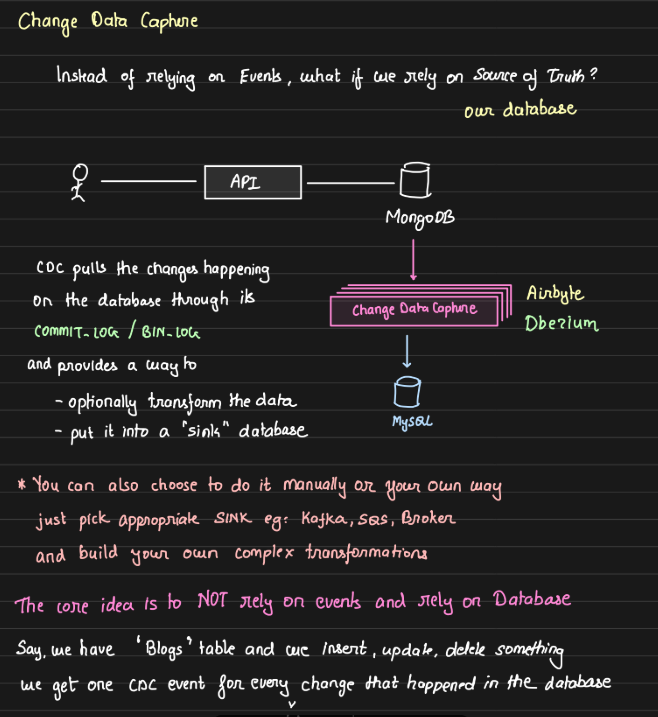 Change Data Capture
Instead of relying on Events, what if we rely on Source of Truth?
our database
API
MongoDB
CDC pulls the changes happening
on the database through its
COMMIT-LOG / BIN-LOG
and provides a way to
- optionally transform the data
- put it into a "sink" database
Change Data Capture
Airbyte
Dbezium
MySQL
* You can also choose to do it manually or your own way
just pick appropriate SINK eg: Kafka, SQS, Broker
and build your own complex transformations
The core idea is to NOT rely on events and rely on Database
Say, we have 'Blogs' table and we insert, update, delete something
we get one CDC event for every change that happened in the database